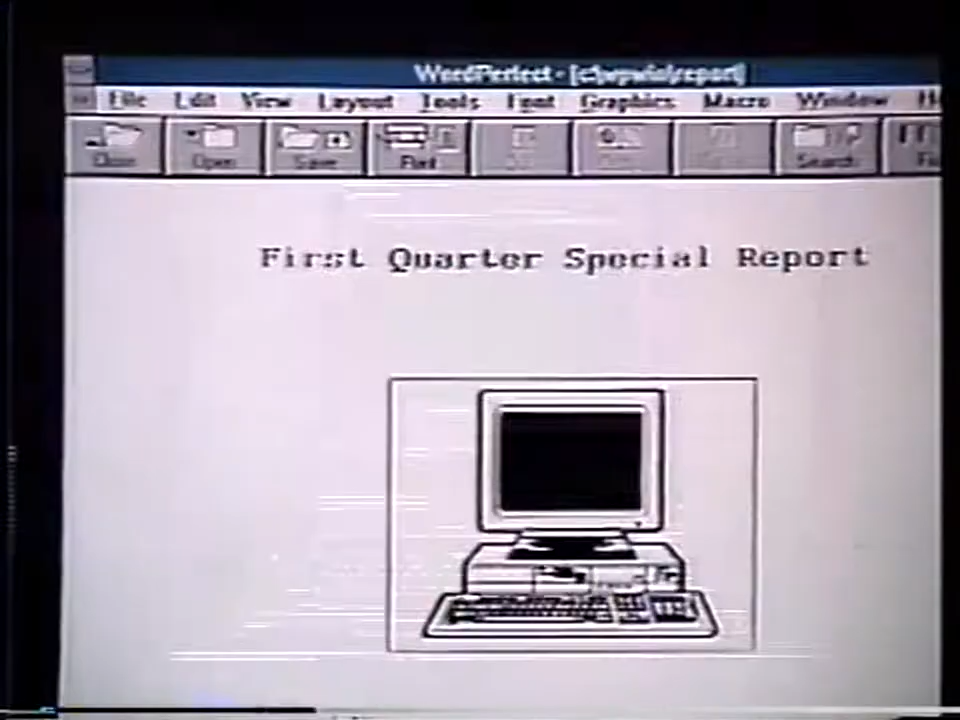 WordPerfect - [c:\wpwin\report]
File Edit View Layout Tools Font Graphics Macro Window
Close Open Save Print Search
First Quarter Special Report